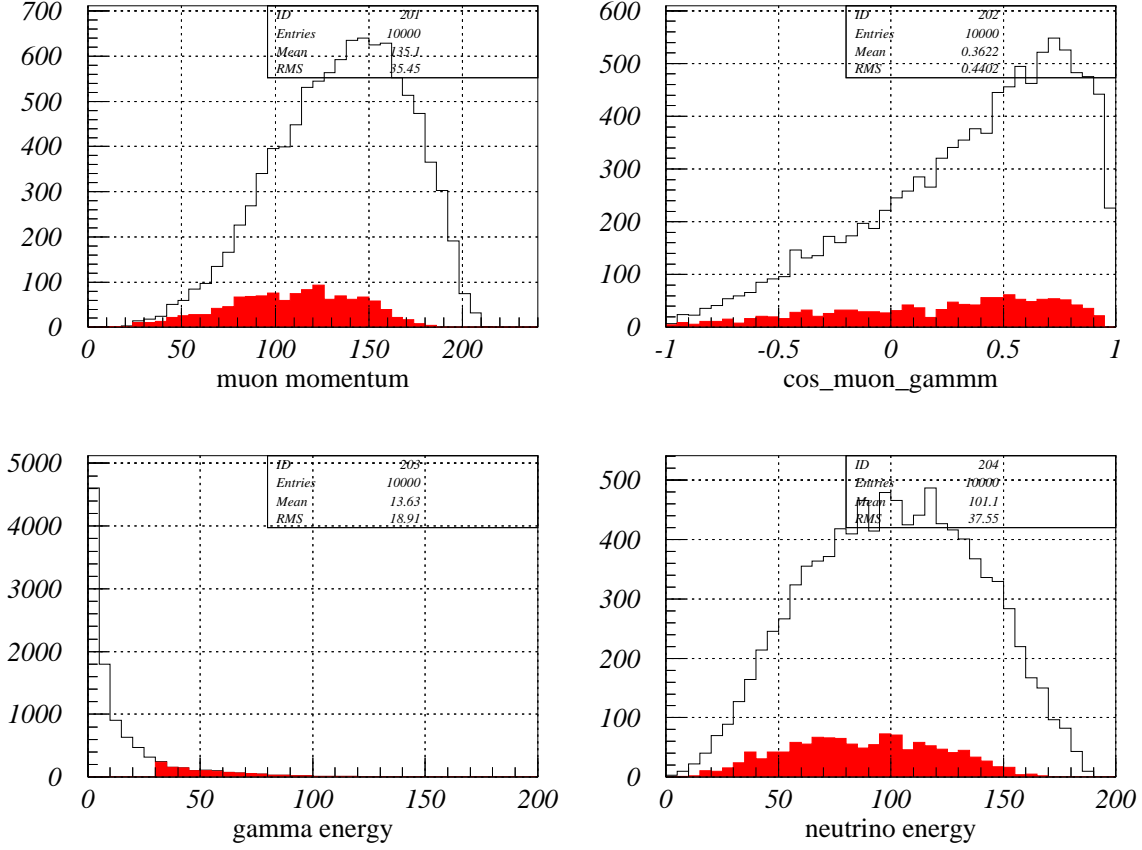 ID 201
Entries 10000
Mean 135.1
RMS 35.45
700
600
500
400
300
200
100
0
0 50 100 150 200
muon momentum
ID 202
Entries 10000
Mean 0.3622
RMS 0.4402
600
500
400
300
200
100
0
-1 -0.5 0 0.5 1
cos_muon_gammm
ID 203
Entries 10000
Mean 13.63
RMS 18.91
5000
4000
3000
2000
1000
0
0 50 100 150 200
gamma energy
ID 204
Entries 10000
Mean 101.1
RMS 37.55
500
400
300
200
100
0
0 50 100 150 200
neutrino energy